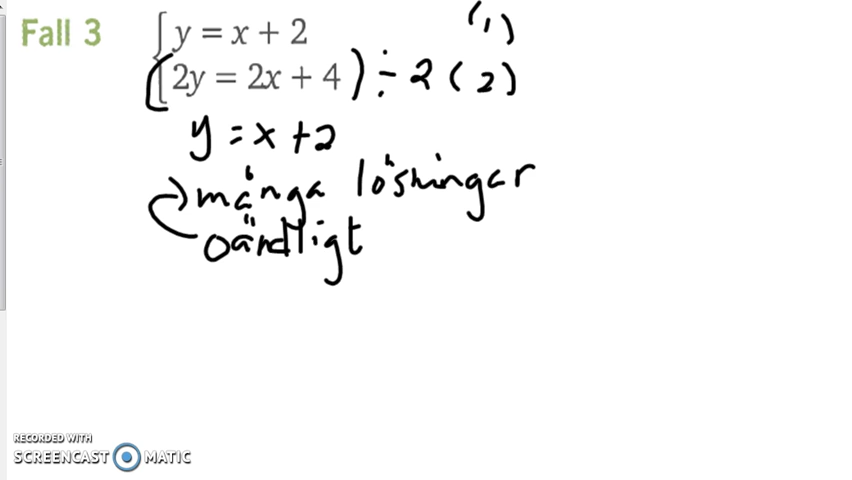 Fall 3 y = x + 2 (1)
(2y = 2x + 4) ÷ 2 (2)
y = x + 2
många lösningar
oändligt
RECORDED WITH
SCREENCAST MATIC